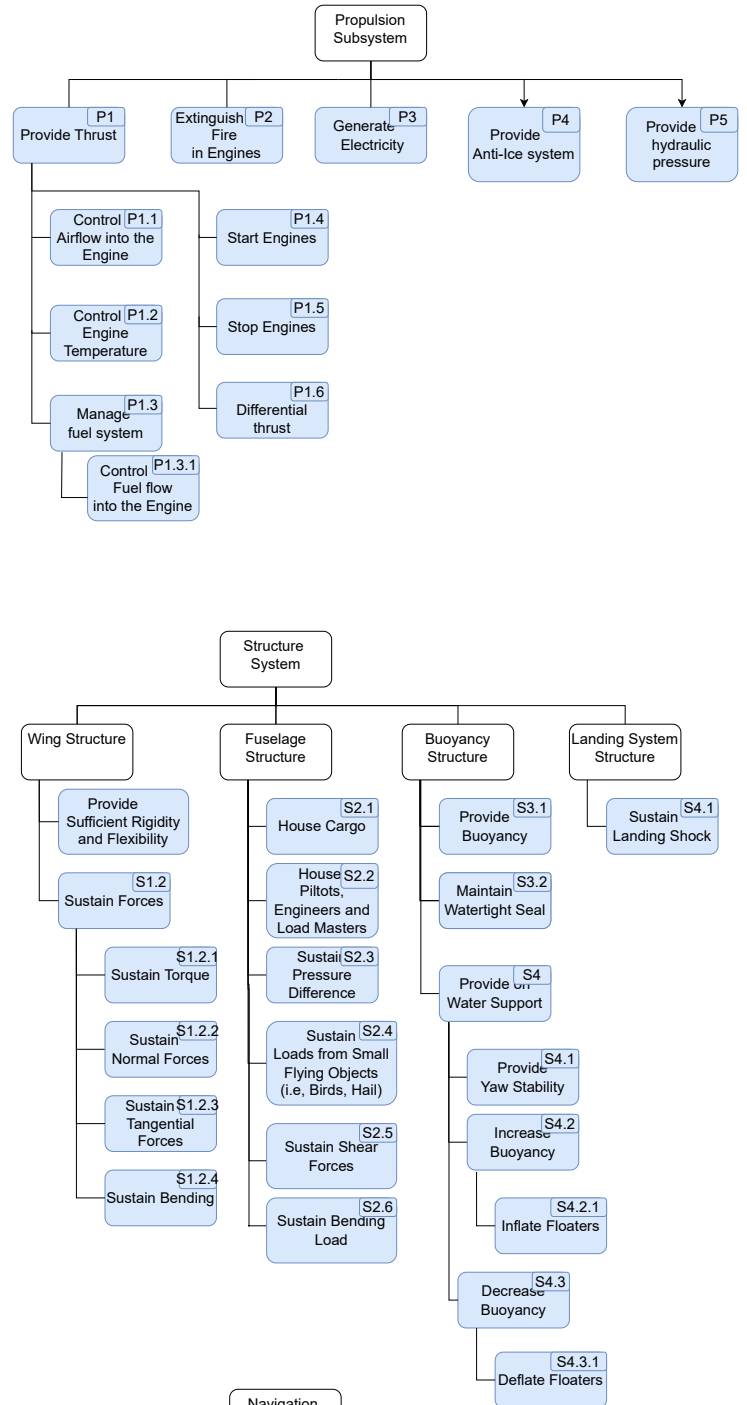 Propulsion
Subsystem
P1
Provide Thrust
P2
Extinguish
Fire
in Engines
P3
Generate
Electricity
P4
Provide
Anti-Ice system
P5
Provide
hydraulic
pressure
P1.1
Control
Airflow into the
Engine
P1.4
Start Engines
P1.2
Control
Engine
Temperature
P1.5
Stop Engines
P1.3
Manage
fuel system
P1.6
Differential
thrust
P1.3.1
Control
Fuel flow
into the Engine
Structure
System
Wing Structure
Fuselage
Structure
Buoyancy
Structure
Landing System
Structure
Provide
Sufficient Rigidity
and Flexibility
S1.2
Sustain Forces
S1.2.1
Sustain Torque
S1.2.2
Sustain
Normal Forces
S1.2.3
Sustain
Tangential
Forces
S1.2.4
Sustain Bending
S2.1
House Cargo
S2.2
House
Piltots,
Engineers and
Load Masters
S2.3
Sustain
Pressure
Difference
S2.4
Sustain
Loads from Small
Flying Objects
(i.e, Birds, Hail)
S2.5
Sustain Shear
Forces
S2.6
Sustain Bending
Load
S3.1
Provide
Buoyancy
S3.2
Maintain
Watertight Seal
S4
Provide on
Water Support
S4.1
Provide
Yaw Stability
S4.2
Increase
Buoyancy
S4.2.1
Inflate Floaters
S4.3
Decrease
Buoyancy
S4.3.1
Deflate Floaters
S4.1
Sustain
Landing Shock
Navigation